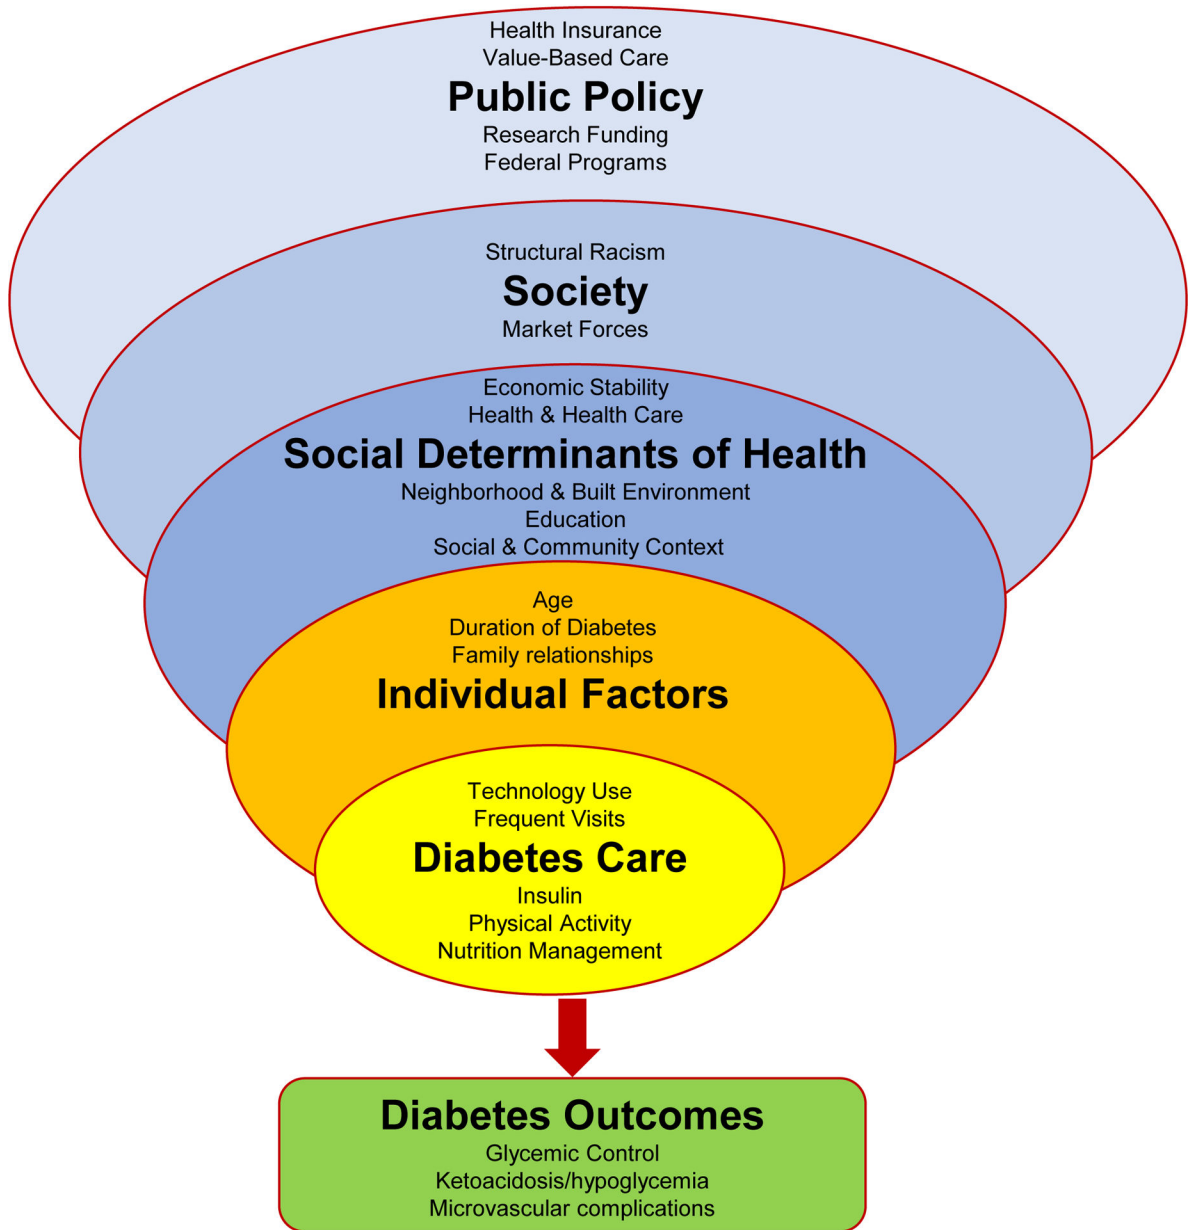 Health Insurance
Value-Based Care
Public Policy
Research Funding
Federal Programs
Structural Racism
Society
Market Forces
Economic Stability
Health & Health Care
Social Determinants of Health
Neighborhood & Built Environment
Education
Social & Community Context
Age
Duration of Diabetes
Family relationships
Individual Factors
Technology Use
Frequent Visits
Diabetes Care
Insulin
Physical Activity
Nutrition Management
Diabetes Outcomes
Glycemic Control
Ketoacidosis/hypoglycemia
Microvascular complications